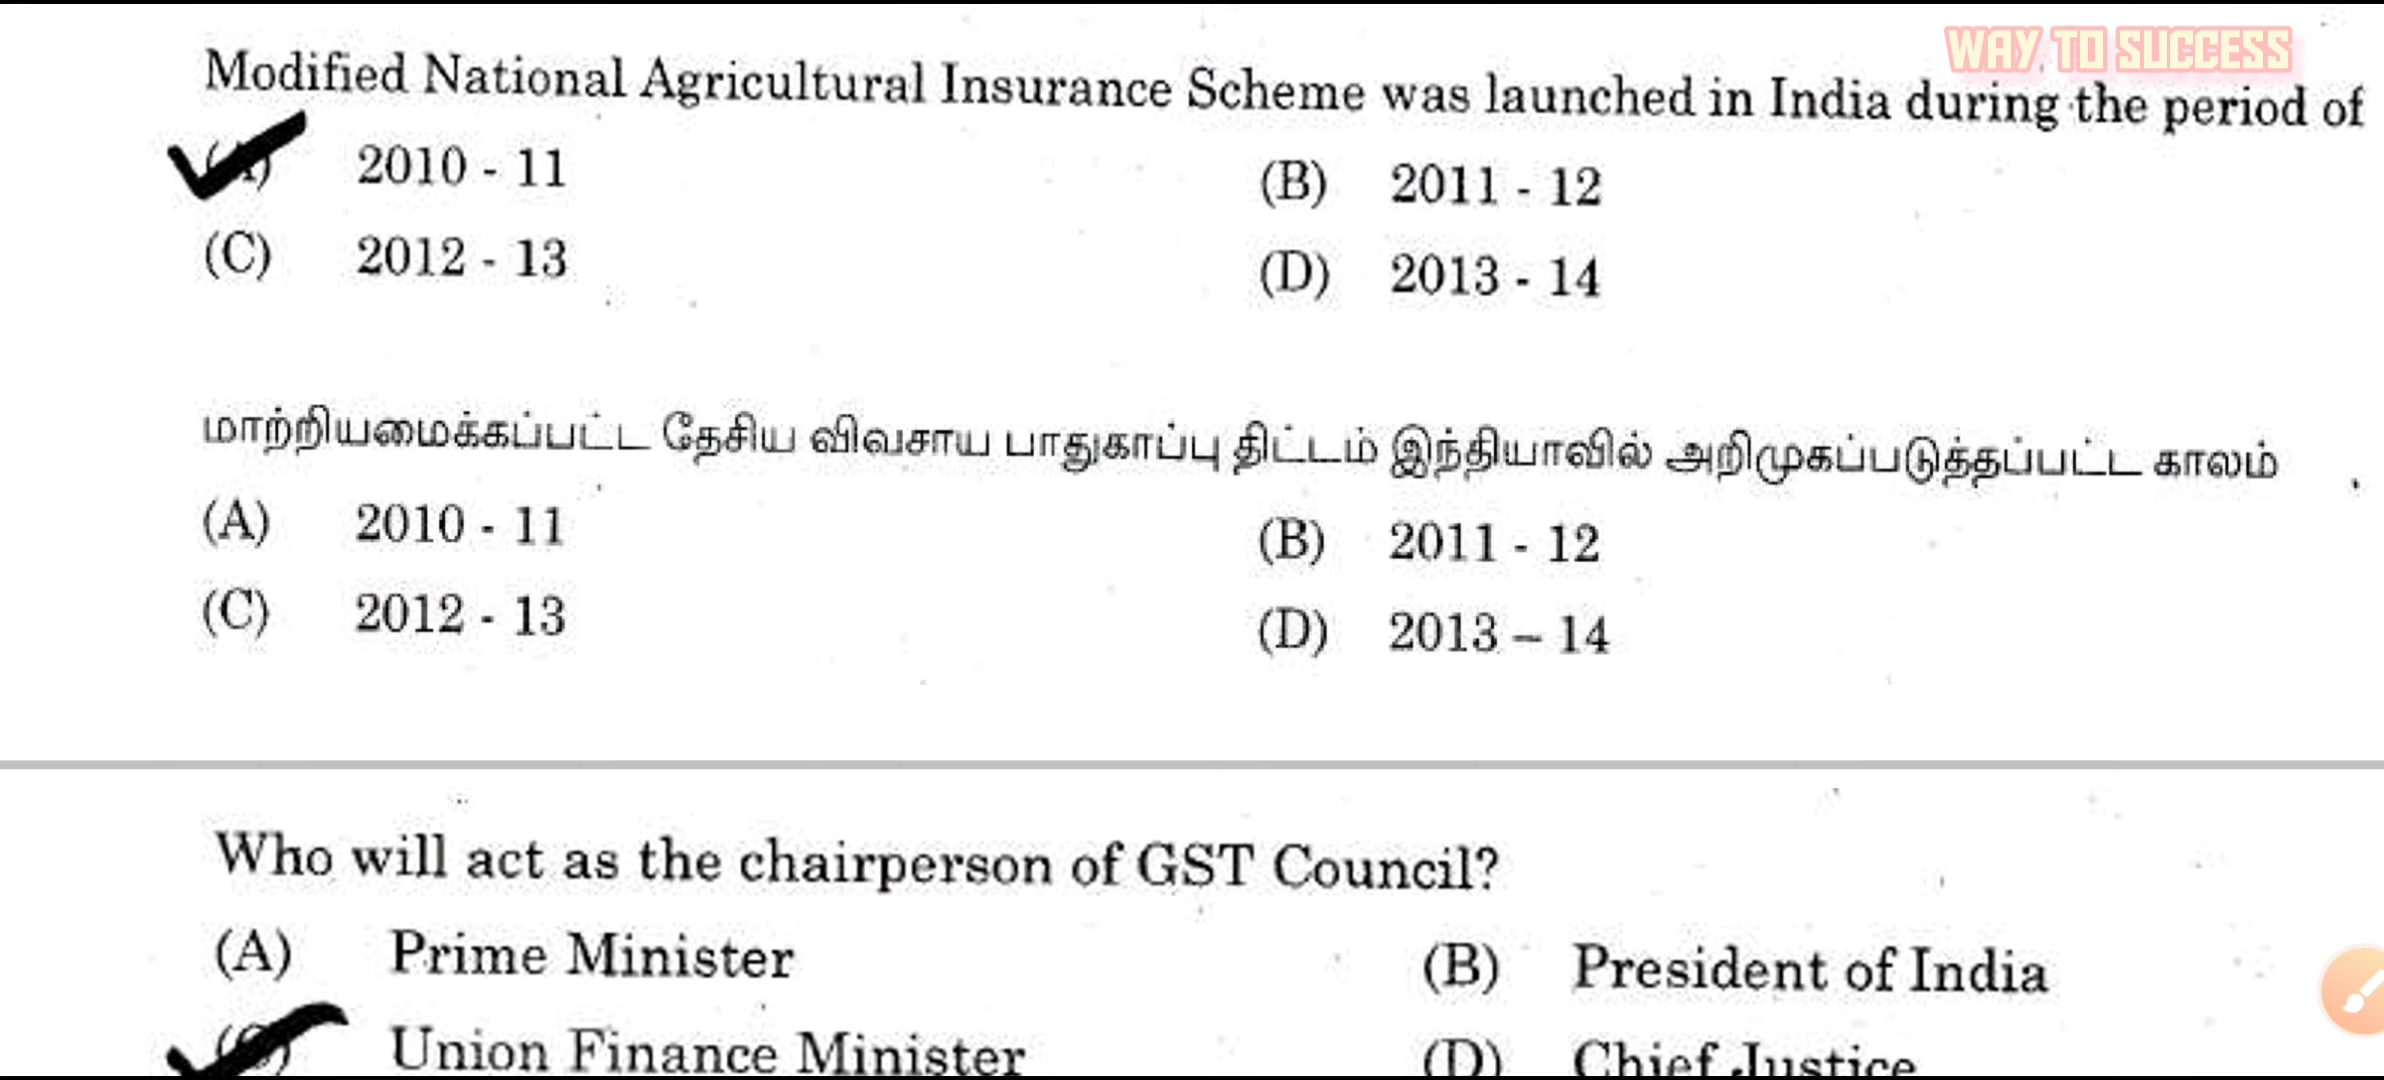 WAY TO SUCCESS
Modified National Agricultural Insurance Scheme was launched in India during the period of
(A) 2010 - 11 (B) 2011 - 12
(C) 2012 - 13 (D) 2013 - 14
மாற்றியமைக்கப்பட்ட தேசிய விவசாய பாதுகாப்பு திட்டம் இந்தியாவில் அறிமுகப்படுத்தப்பட்ட காலம்
(A) 2010 - 11 (B) 2011 - 12
(C) 2012 - 13 (D) 2013 – 14
Who will act as the chairperson of GST Council?
(A) Prime Minister (B) President of India
(C) Union Finance Minister (D) Chief Justice